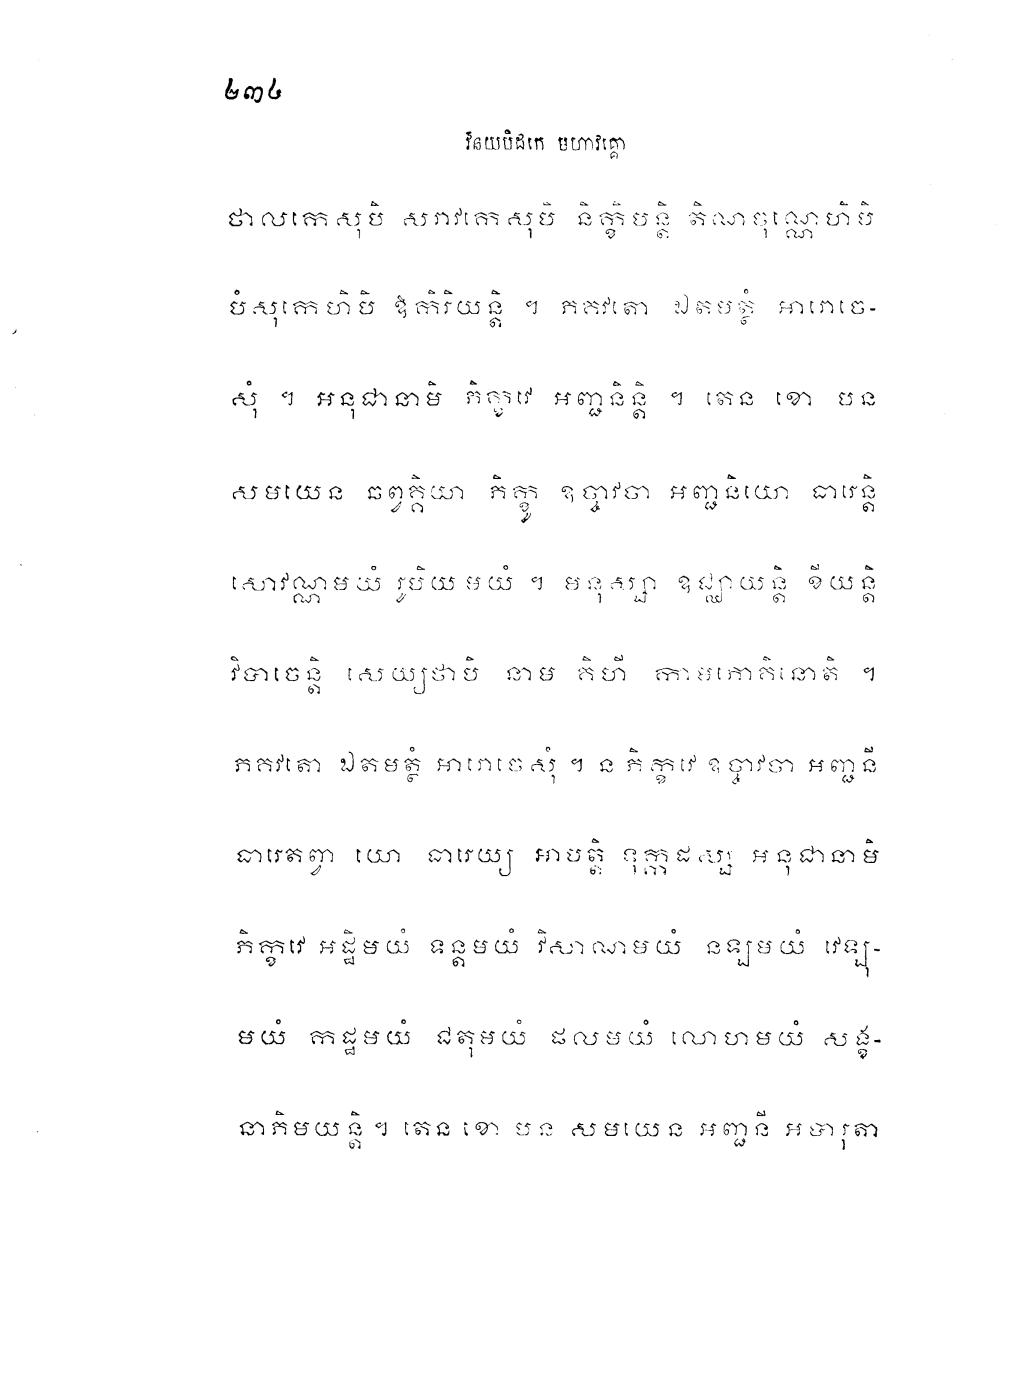 ២៣៤
វិនយបិដកេ មហាវគ្គោ
ថាលកេសុបិ សរាវកេសុបិ និក្ខិបន្តិ តិណចុណ្ណេហិបិ
បំសុកេហិបិ ឱកិរិយន្តិ ។ ភគវតោ ឯតមត្ថំ អារោចេ-
សុំ ។ អនុជានាមិ ភិក្ខវេ អញ្ជនិន្តិ ។ តេន ខោ បន
សមយេន ឆព្វគ្គិយា ភិក្ខូ ឧច្ចាវចា អញ្ជនិយោ ធារេន្តិ
សោវណ្ណមយំ រូបិយមយំ ។ មនុស្សា ឧជ្ឈាយន្តិ ខីយន្តិ
វិបាចេន្តិ សេយ្យថាបិ នាម គិហី កាមភោគិនោតិ ។
ភគវតោ ឯតមត្ថំ អារោចេសុំ ។ ន ភិក្ខវេ ឧច្ចាវចា អញ្ជនី
ធារេតព្វា យោ ធារេយ្យ អាបត្តិ ទុក្កដស្ស អនុជានាមិ
ភិក្ខវេ អដ្ឋិមយំ ទន្តមយំ វិសាណមយំ នឡមយំ វេឡុ-
មយំ កដ្ឋមយំ ជតុមយំ ផលមយំ លោហមយំ សង្ខ-
នាភិមយន្តិ ។ តេន ខោ បន សមយេន អញ្ជនី អបារុតា